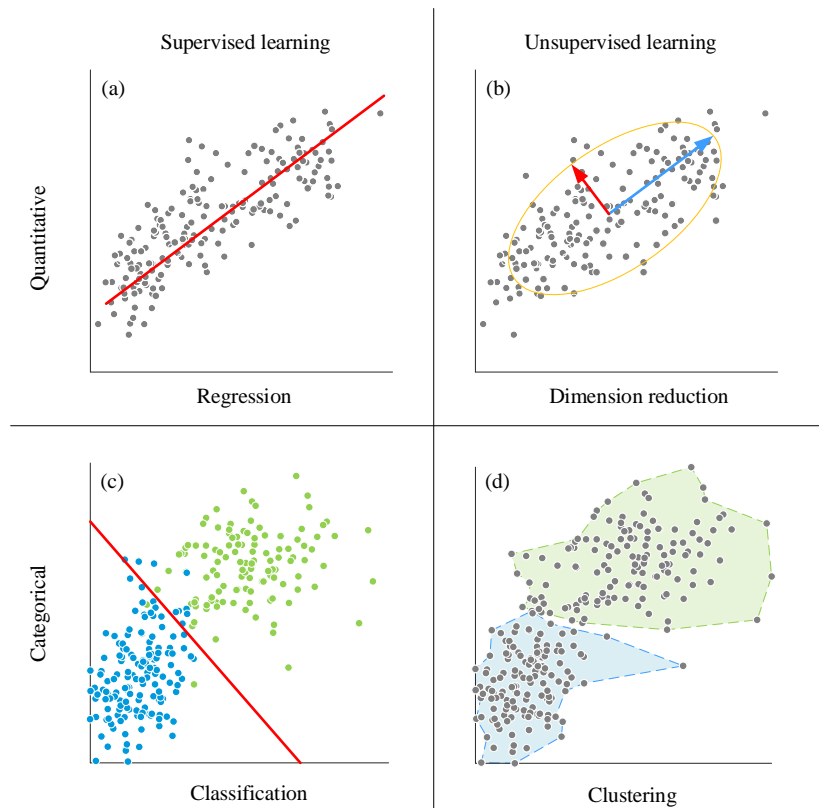 Supervised learning
Unsupervised learning
Quantitative
(a)
Regression
(b)
Dimension reduction
Categorical
(c)
Classification
(d)
Clustering